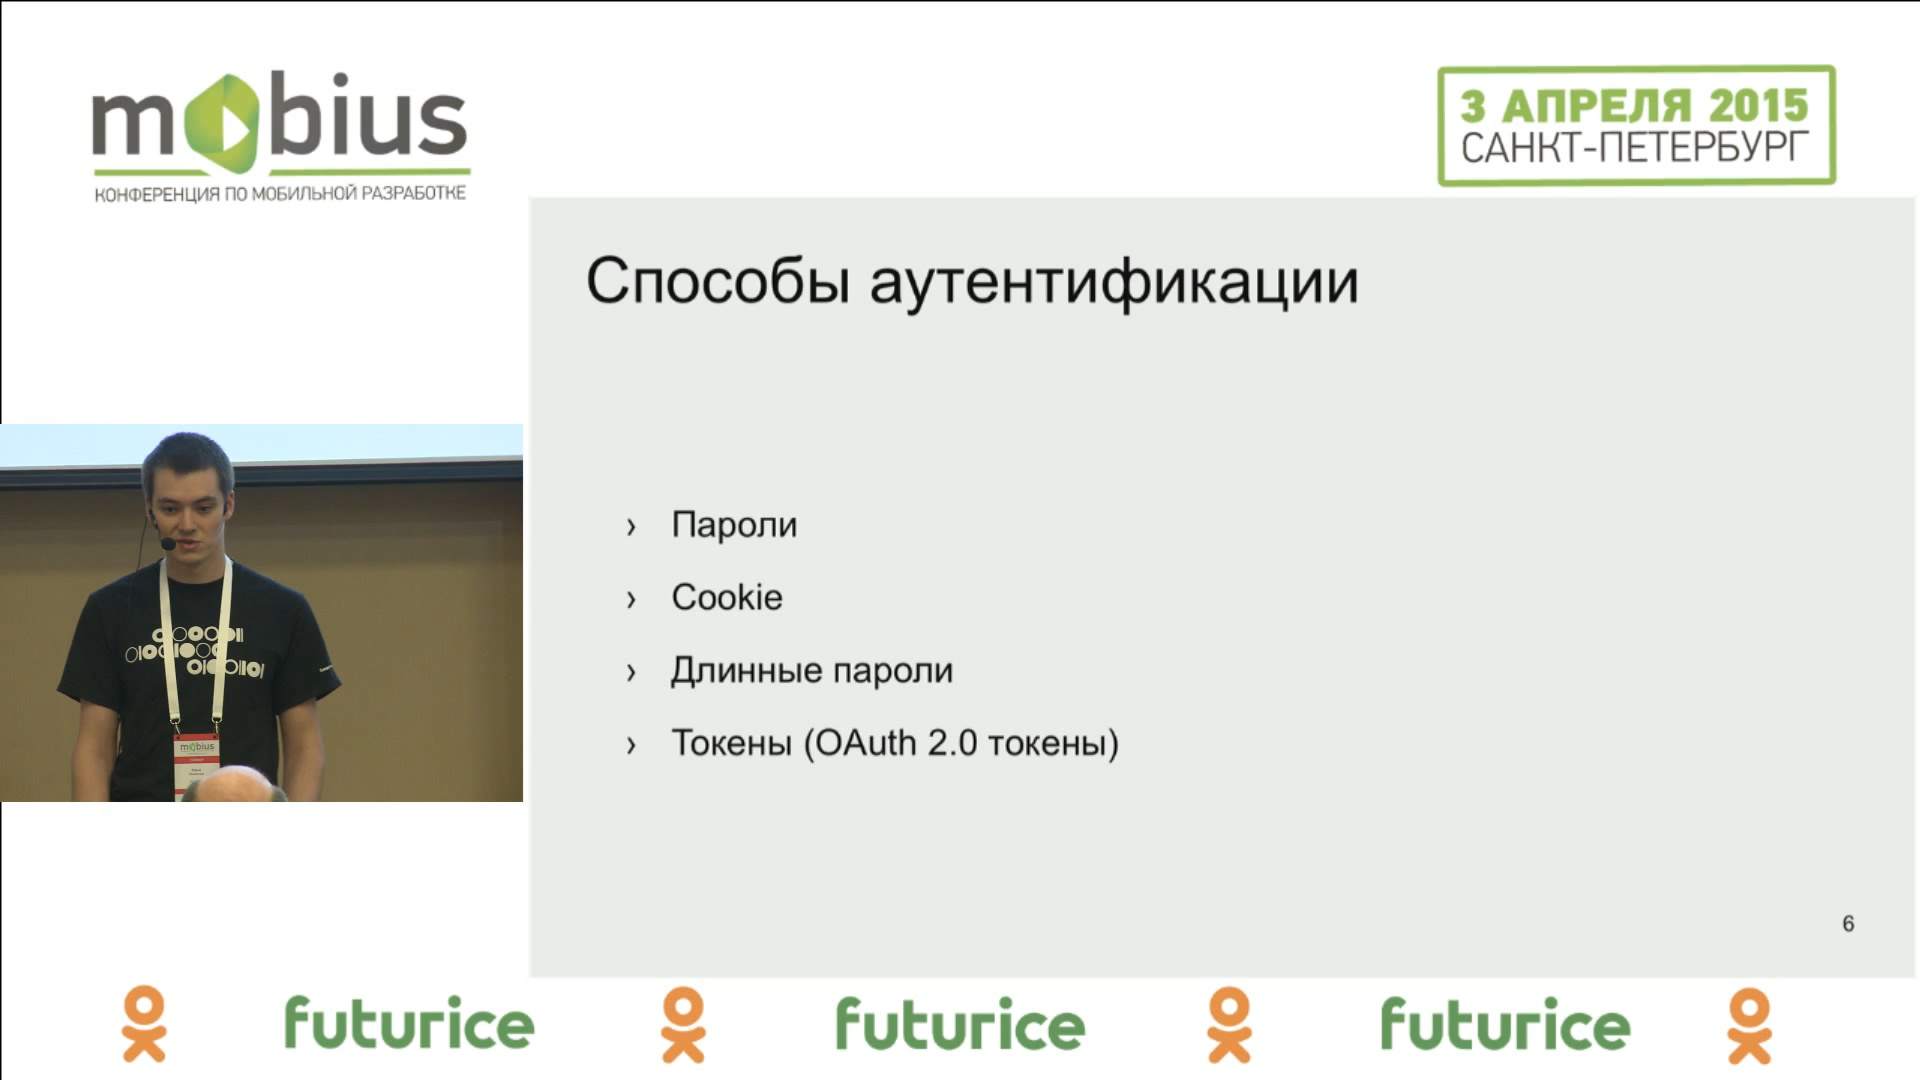 mobius
КОНФЕРЕНЦИЯ ПО МОБИЛЬНОЙ РАЗРАБОТКЕ
3 АПРЕЛЯ 2015
САНКТ-ПЕТЕРБУРГ
Способы аутентификации
› Пароли
› Cookie
› Длинные пароли
› Токены (OAuth 2.0 токены)
6
mobius
futurice
futurice
futurice